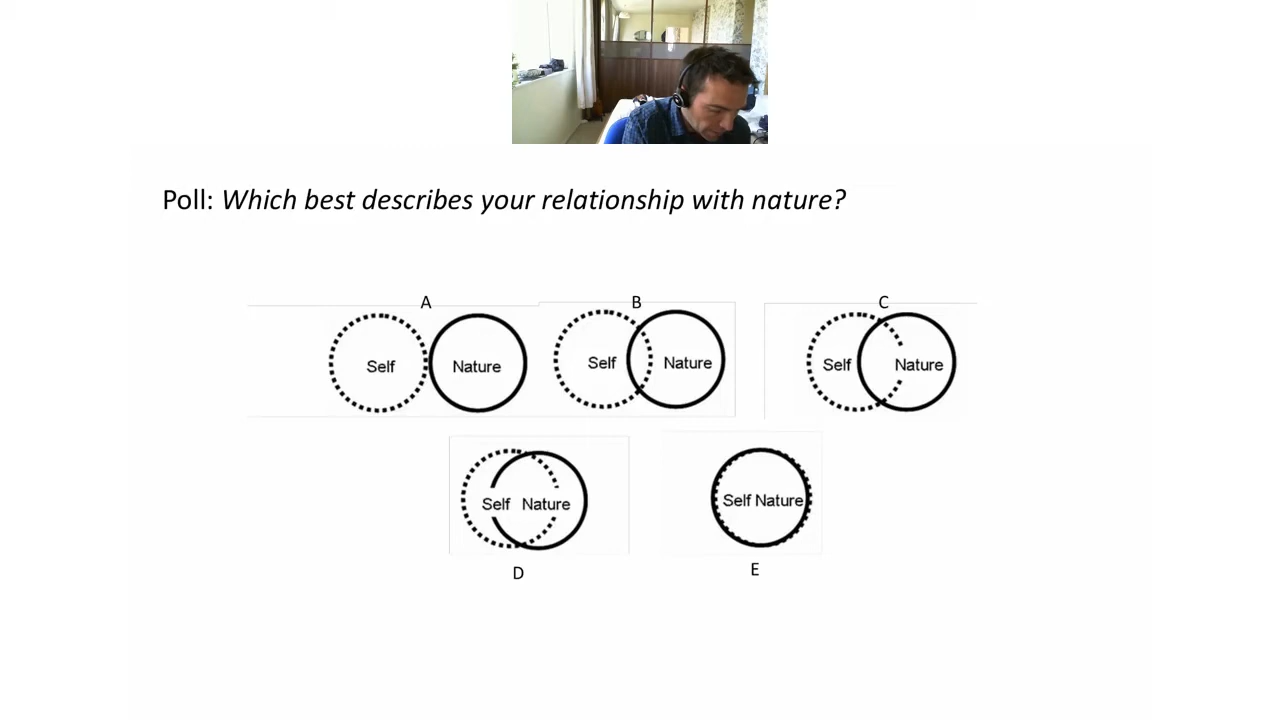 Poll: Which best describes your relationship with nature?
A
B
C
Self
Nature
Self
Nature
Self
Nature
Self
Nature
Self Nature
D
E